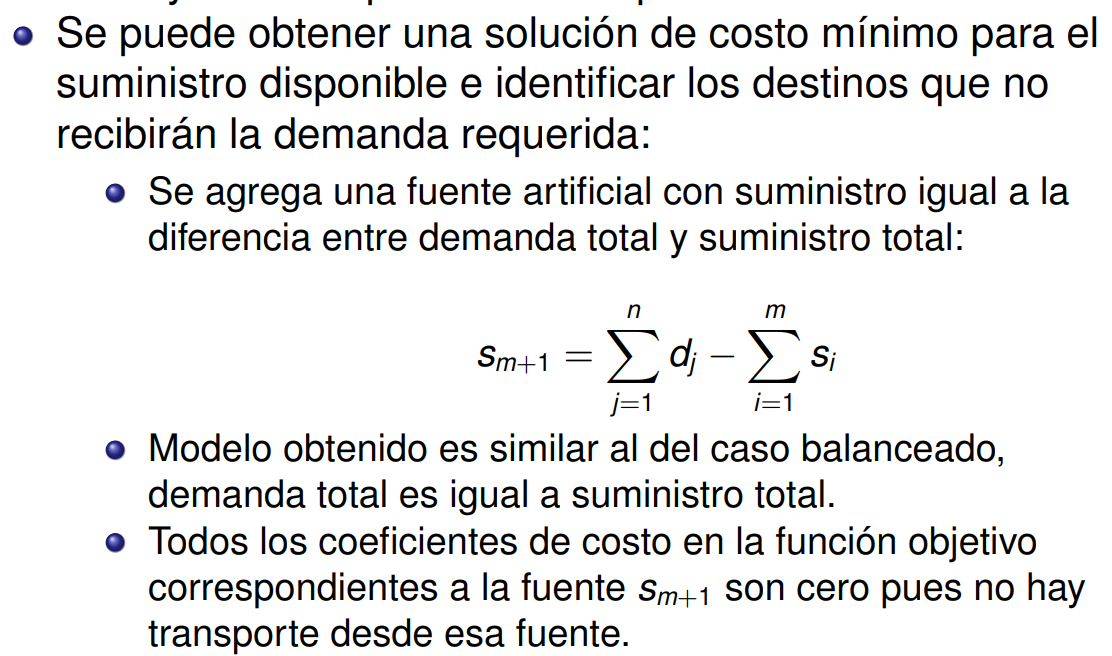 Se puede obtener una solución de costo mínimo para el
suministro disponible e identificar los destinos que no
recibirán la demanda requerida:
Se agrega una fuente artificial con suministro igual a la
diferencia entre demanda total y suministro total:
s_{m+1} = \sum_{j=1}^{n} d_j − \sum_{i=1}^{m} s_i
Modelo obtenido es similar al del caso balanceado,
demanda total es igual a suministro total.
Todos los coeficientes de costo en la función objetivo
correspondientes a la fuente s_{m+1} son cero pues no hay
transporte desde esa fuente.